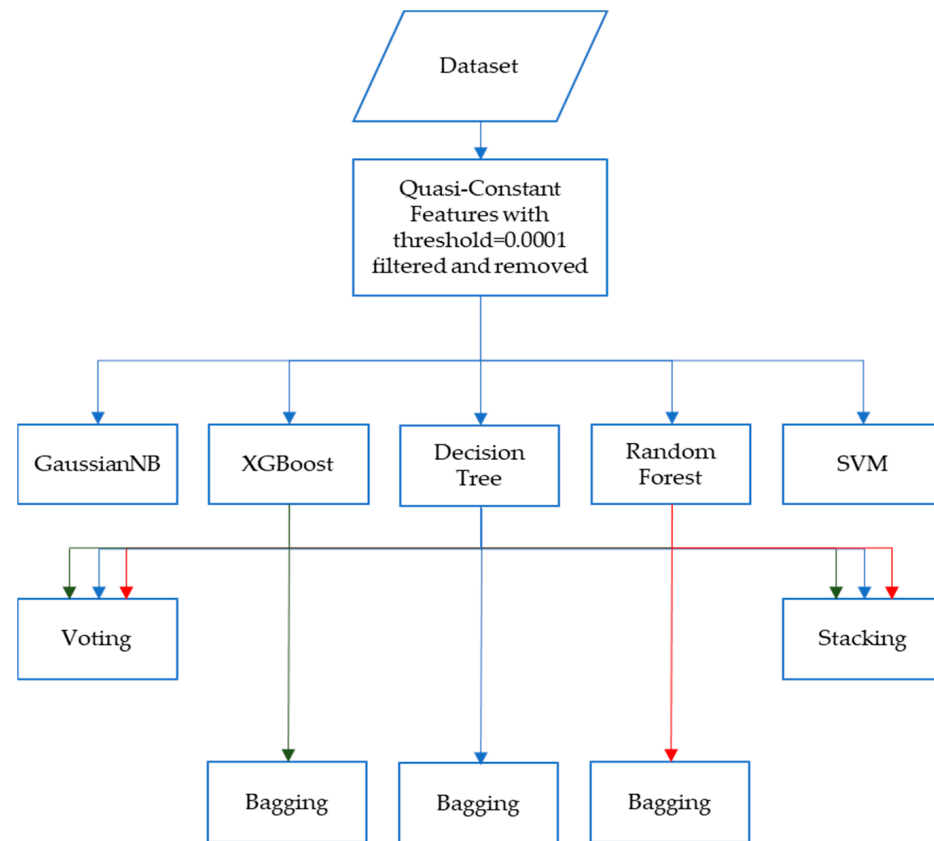 Dataset
Quasi-Constant
Features with
threshold=0.0001
filtered and removed
GaussianNB
XGBoost
Decision
Tree
Random
Forest
SVM
Voting
Stacking
Bagging
Bagging
Bagging